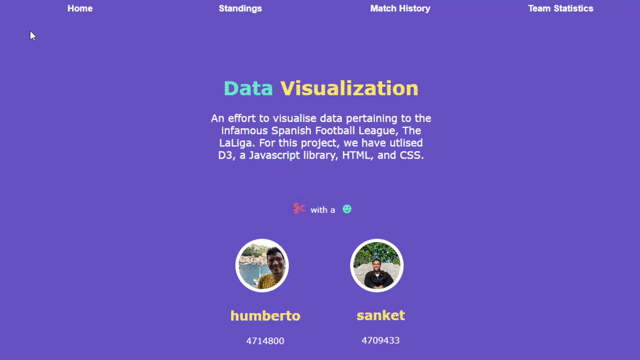 Home Standings Match History Team Statistics
Data Visualization
An effort to visualise data pertaining to the
infamous Spanish Football League, The
LaLiga. For this project, we have utlised
D3, a Javascript library, HTML, and CSS.
with a
humberto sanket
4714800 4709433